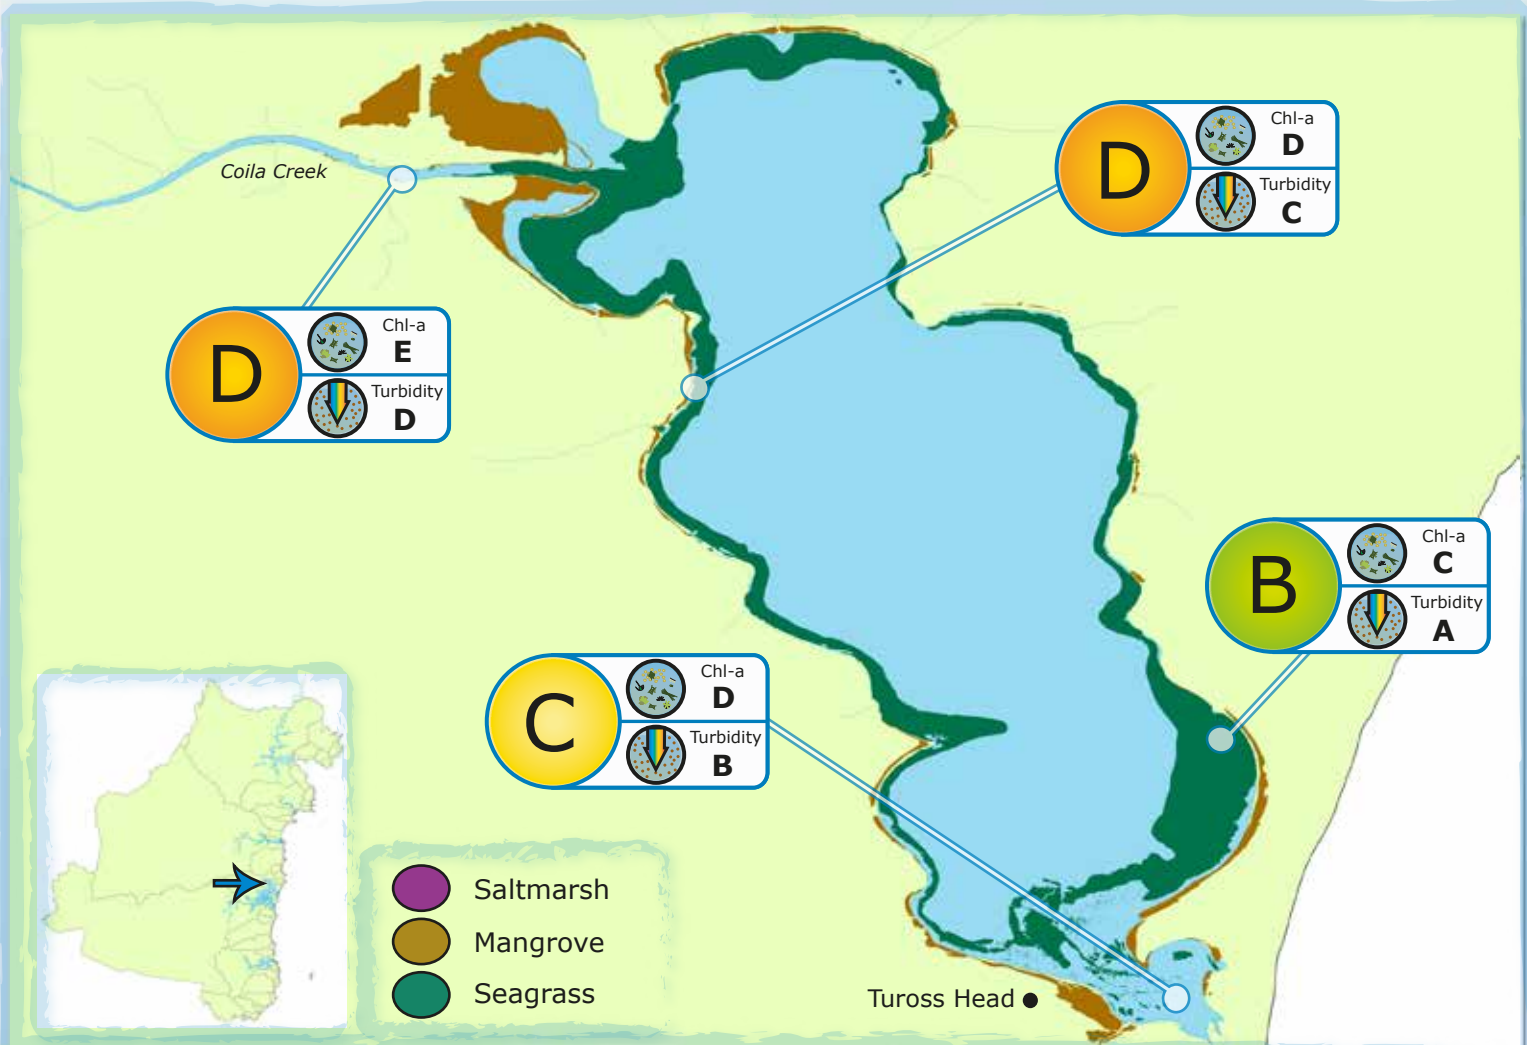 Coila Creek
D
Chl-a
D
Turbidity
C
D
Chl-a
E
Turbidity
D
B
Chl-a
C
Turbidity
A
C
Chl-a
D
Turbidity
B
Saltmarsh
Mangrove
Seagrass
Tuross Head